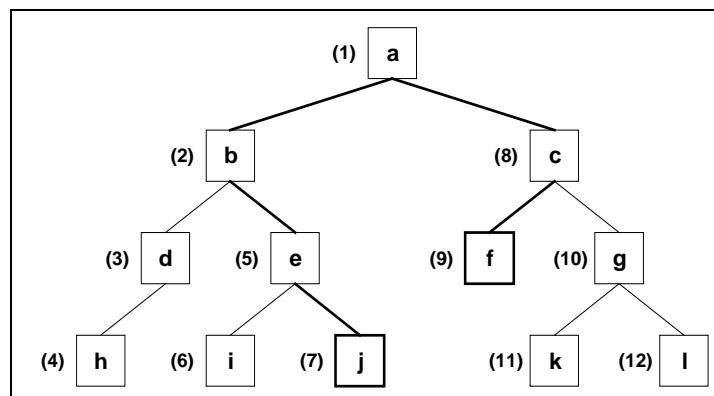 (1) a
(2) b (8) c
(3) d (5) e (9) f (10) g
(4) h (6) i (7) j (11) k (12) l